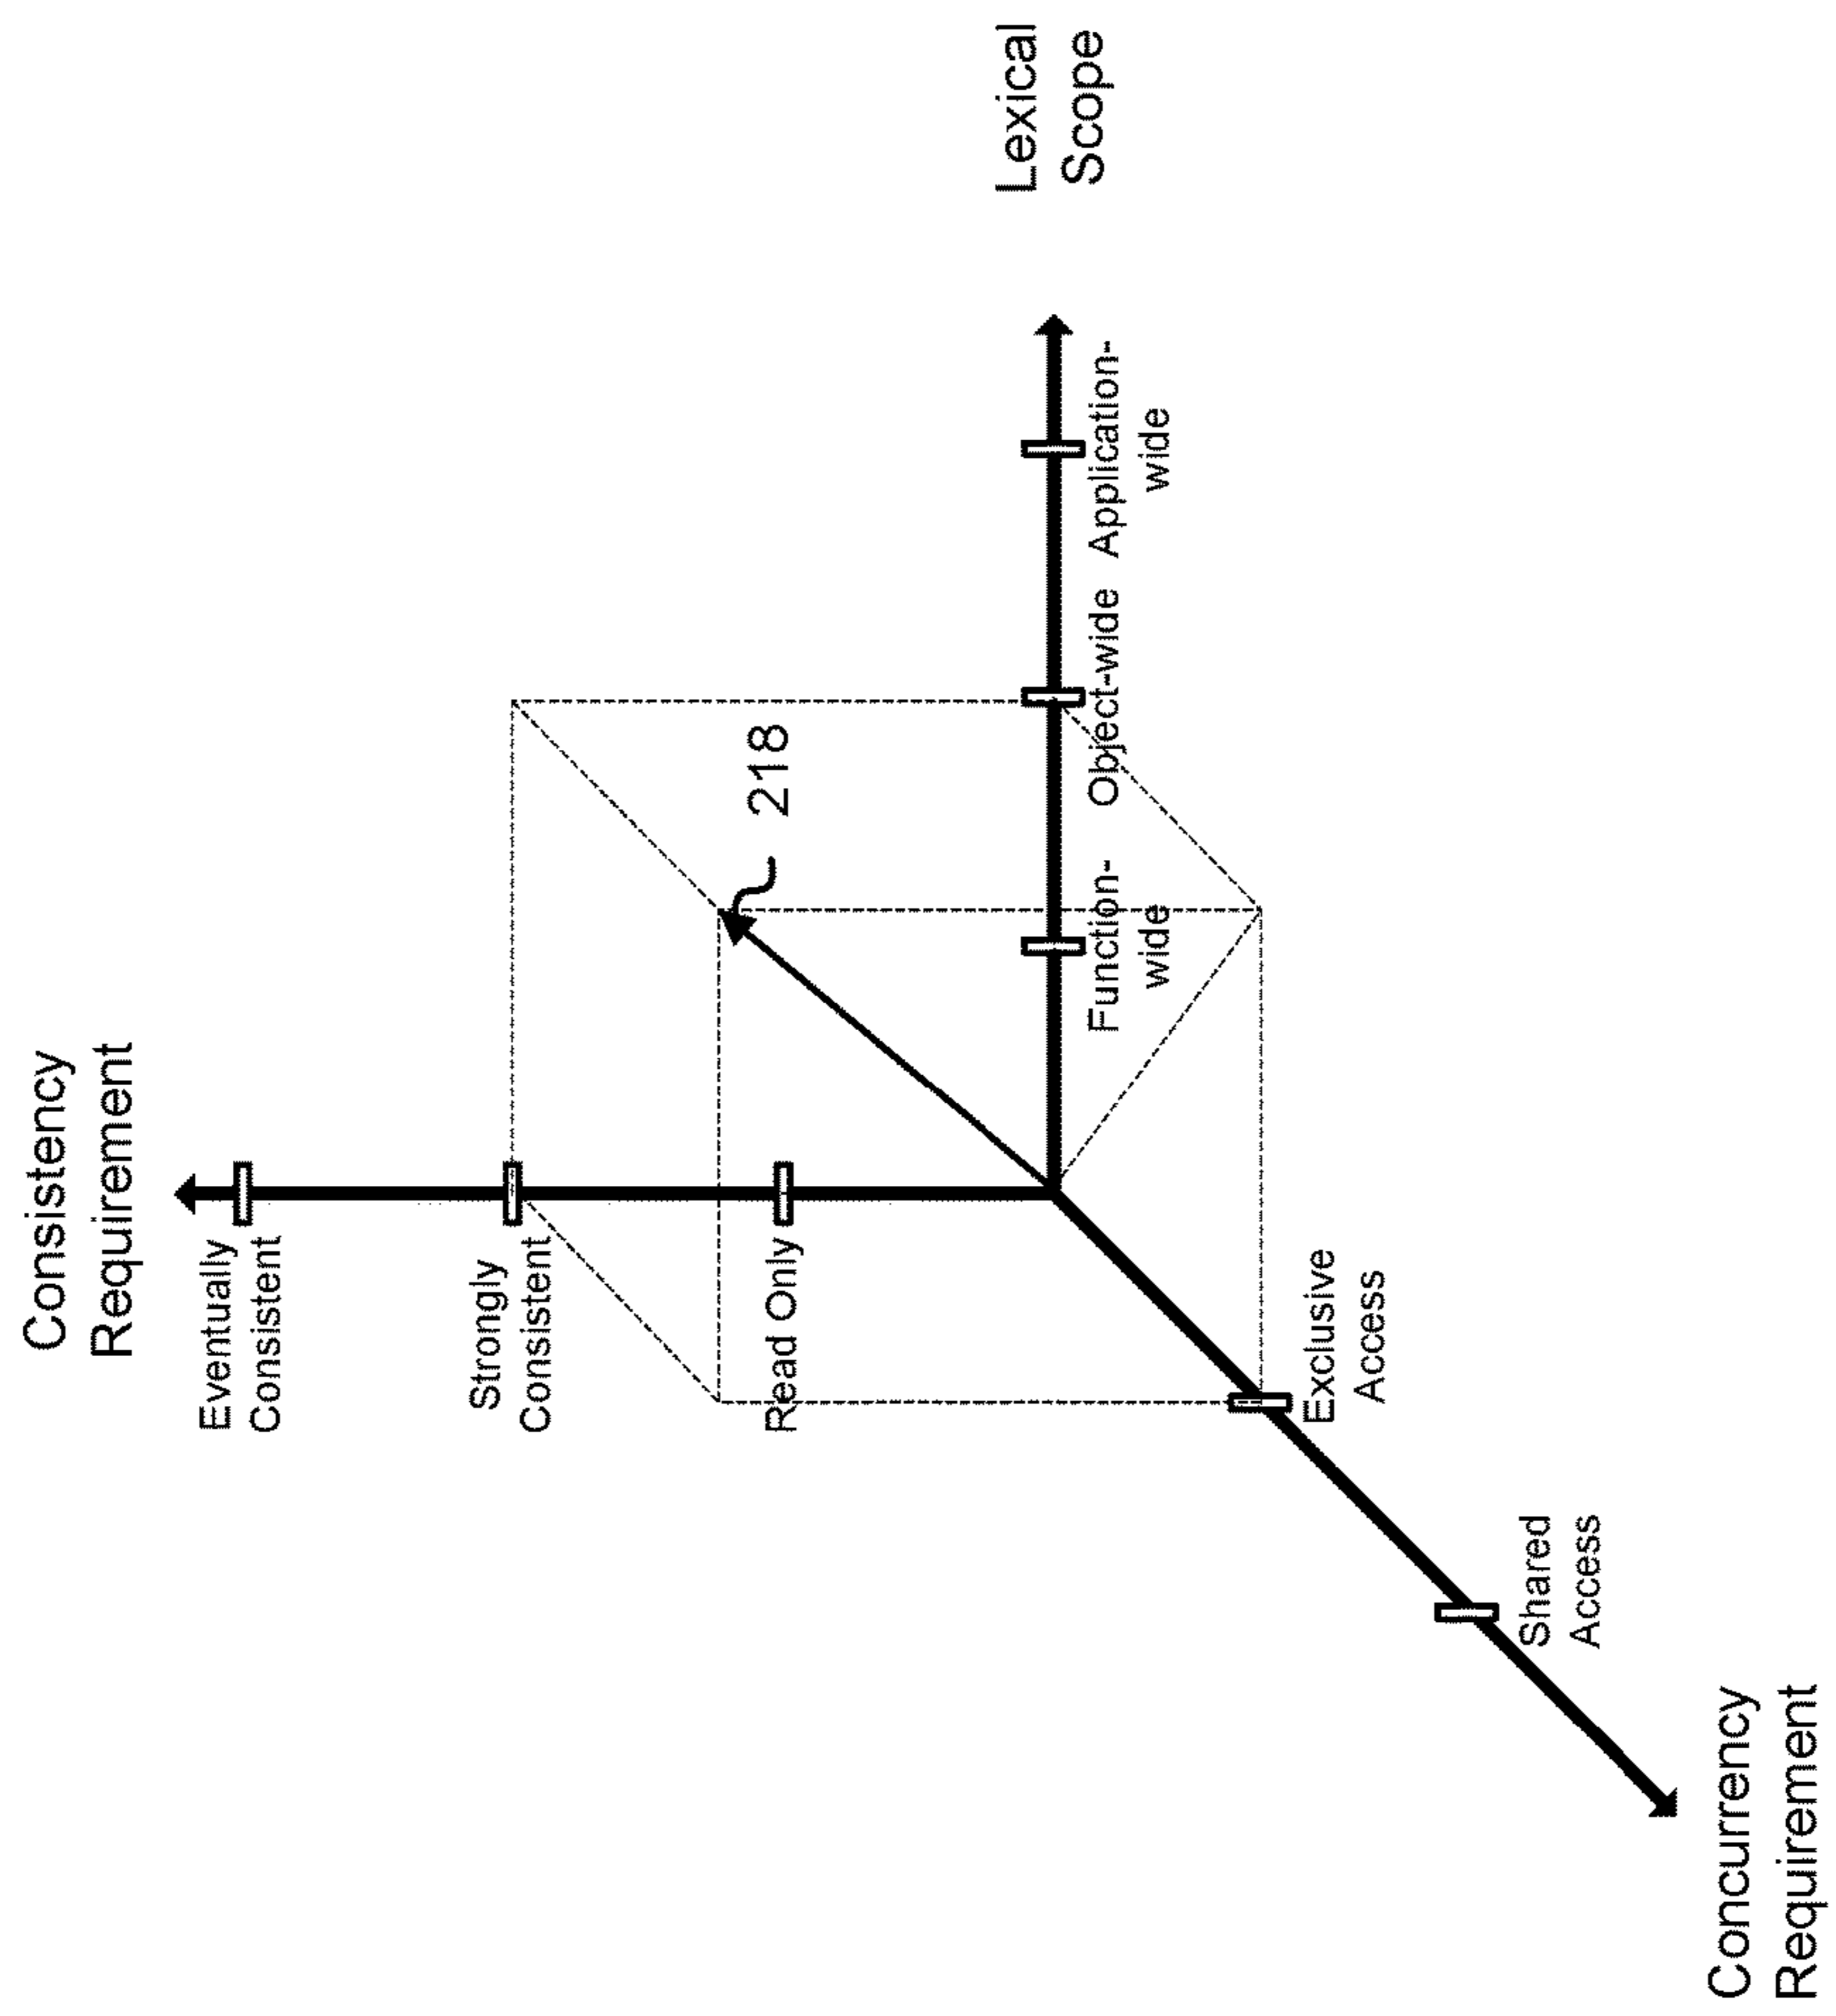 Consistency
Requirement
Eventually
Consistent
Strongly
Consistent
Read Only
218
Function-
wide
Object-wide
Application-
wide
Lexical
Scope
Exclusive
Access
Shared
Access
Concurrency
Requirement